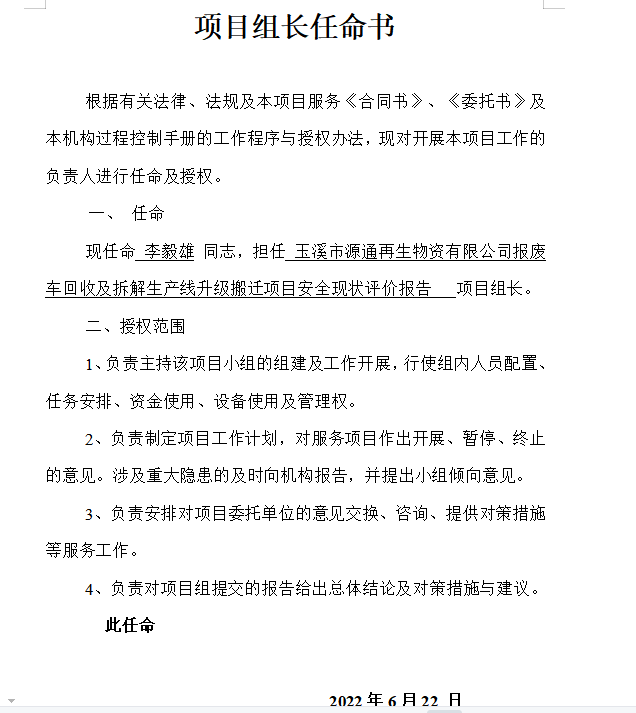 项目组长任命书
根据有关法律、法规及本项目服务《合同书》、《委托书》及
本机构过程控制手册的工作程序与授权办法，现对开展本项目工作的
负责人进行任命及授权。
一、 任命
现任命 李毅雄 同志，担任 玉溪市源通再生物资有限公司报废
车回收及拆解生产线升级搬迁项目安全现状评价报告 项目组长。
二、授权范围
1、负责主持该项目小组的组建及工作开展，行使组内人员配置、
任务安排、资金使用、设备使用及管理权。
2、负责制定项目工作计划，对服务项目作出开展、暂停、终止
的意见。涉及重大隐患的及时向机构报告，并提出小组倾向意见。
3、负责安排对项目委托单位的意见交换、咨询、提供对策措施
等服务工作。
4、负责对项目组提交的报告给出总体结论及对策措施与建议。
此任命
2022 年 6 月 22 日